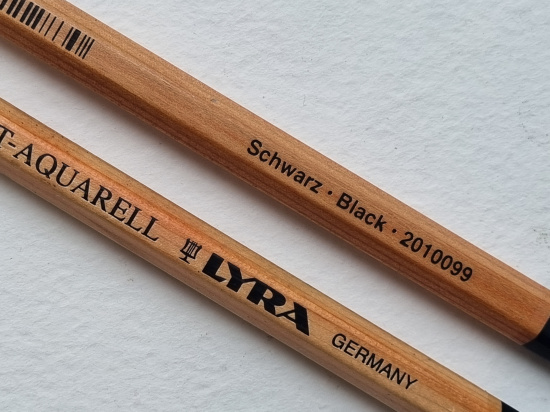 Schwarz · Black · 2010099
T-AQUARELL LYRA GERMANY